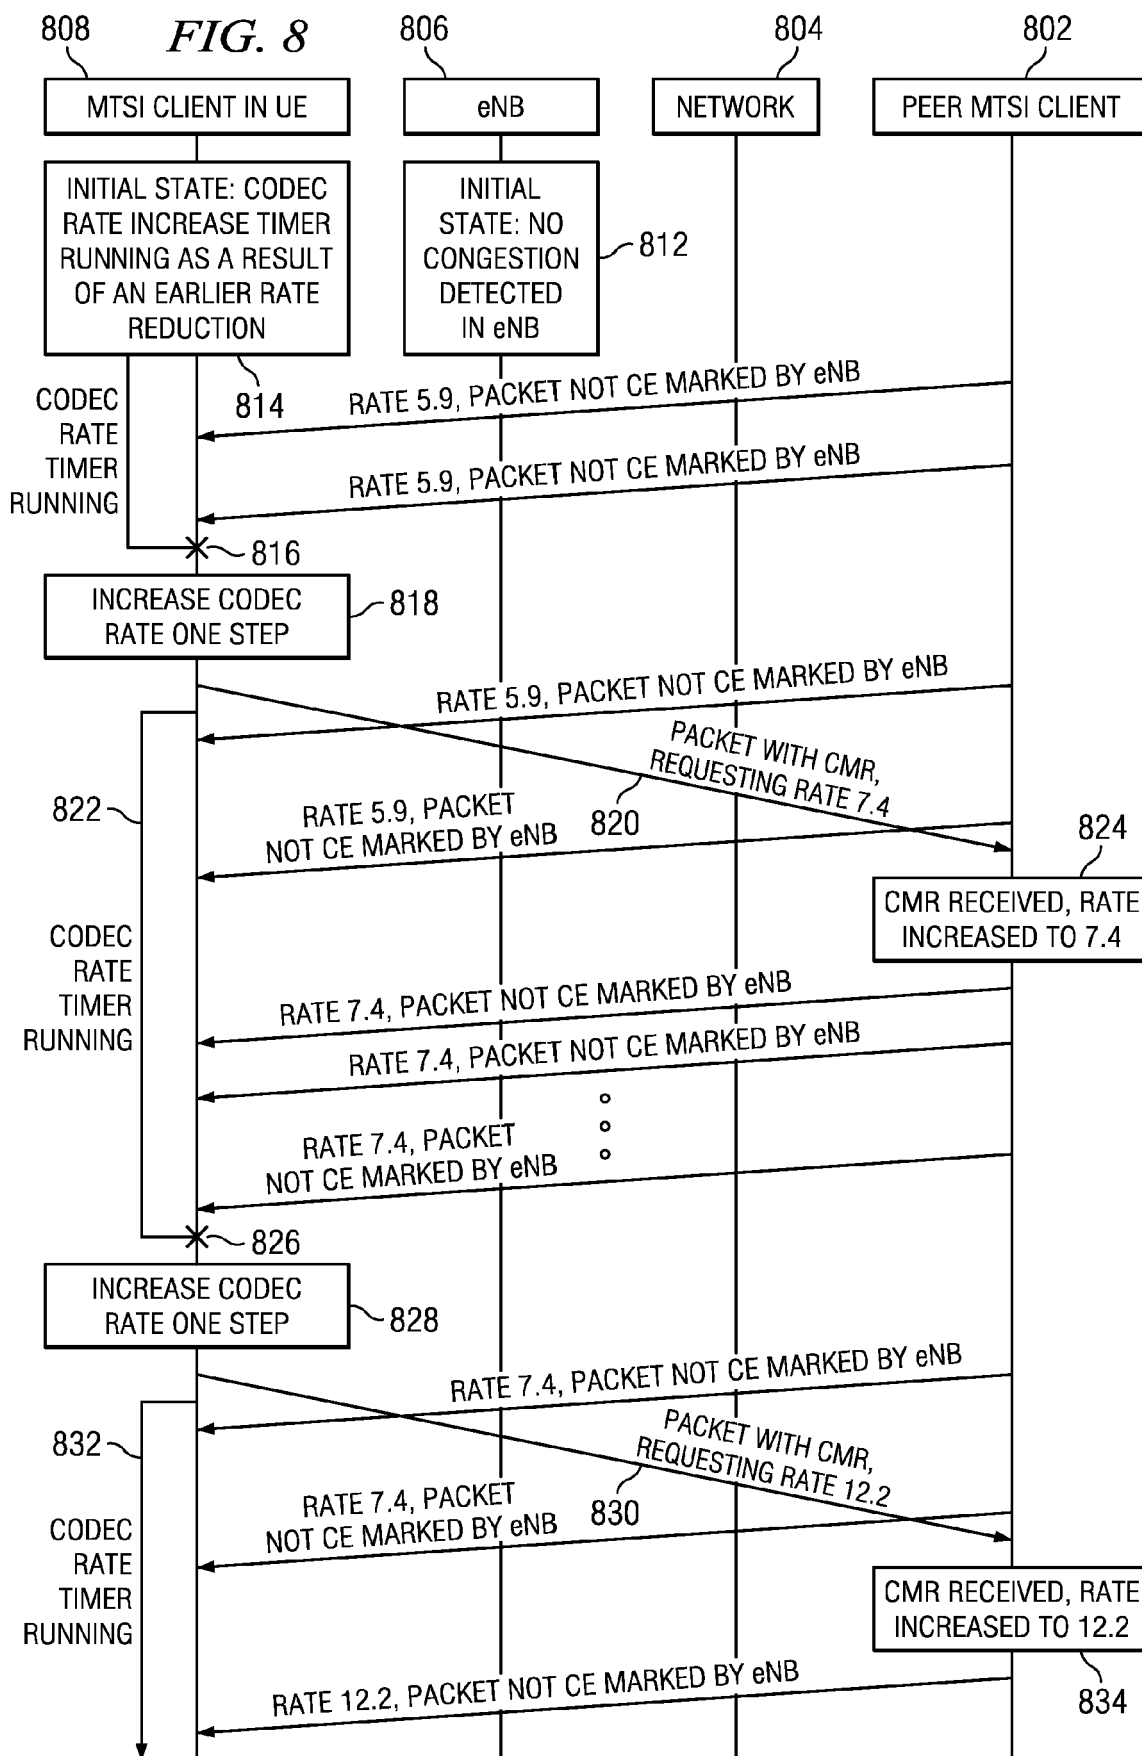 FIG. 8
808
806
804
802
MTSI CLIENT IN UE
eNB
NETWORK
PEER MTSI CLIENT
INITIAL STATE: CODEC
RATE INCREASE TIMER
RUNNING AS A RESULT
OF AN EARLIER RATE
REDUCTION
INITIAL
STATE: NO
CONGESTION
DETECTED
IN eNB
812
814
CODEC
RATE
TIMER
RUNNING
RATE 5.9, PACKET NOT CE MARKED BY eNB
RATE 5.9, PACKET NOT CE MARKED BY eNB
816
INCREASE CODEC
RATE ONE STEP
818
RATE 5.9, PACKET NOT CE MARKED BY eNB
PACKET WITH CMR,
REQUESTING RATE 7.4
820
822
RATE 5.9, PACKET
NOT CE MARKED BY eNB
824
CMR RECEIVED, RATE
INCREASED TO 7.4
CODEC
RATE
TIMER
RUNNING
RATE 7.4, PACKET NOT CE MARKED BY eNB
RATE 7.4, PACKET NOT CE MARKED BY eNB
RATE 7.4, PACKET
NOT CE MARKED BY eNB
826
INCREASE CODEC
RATE ONE STEP
828
RATE 7.4, PACKET NOT CE MARKED BY eNB
PACKET WITH CMR,
REQUESTING RATE 12.2
830
832
RATE 7.4, PACKET
NOT CE MARKED BY eNB
CODEC
RATE
TIMER
RUNNING
CMR RECEIVED, RATE
INCREASED TO 12.2
834
RATE 12.2, PACKET NOT CE MARKED BY eNB